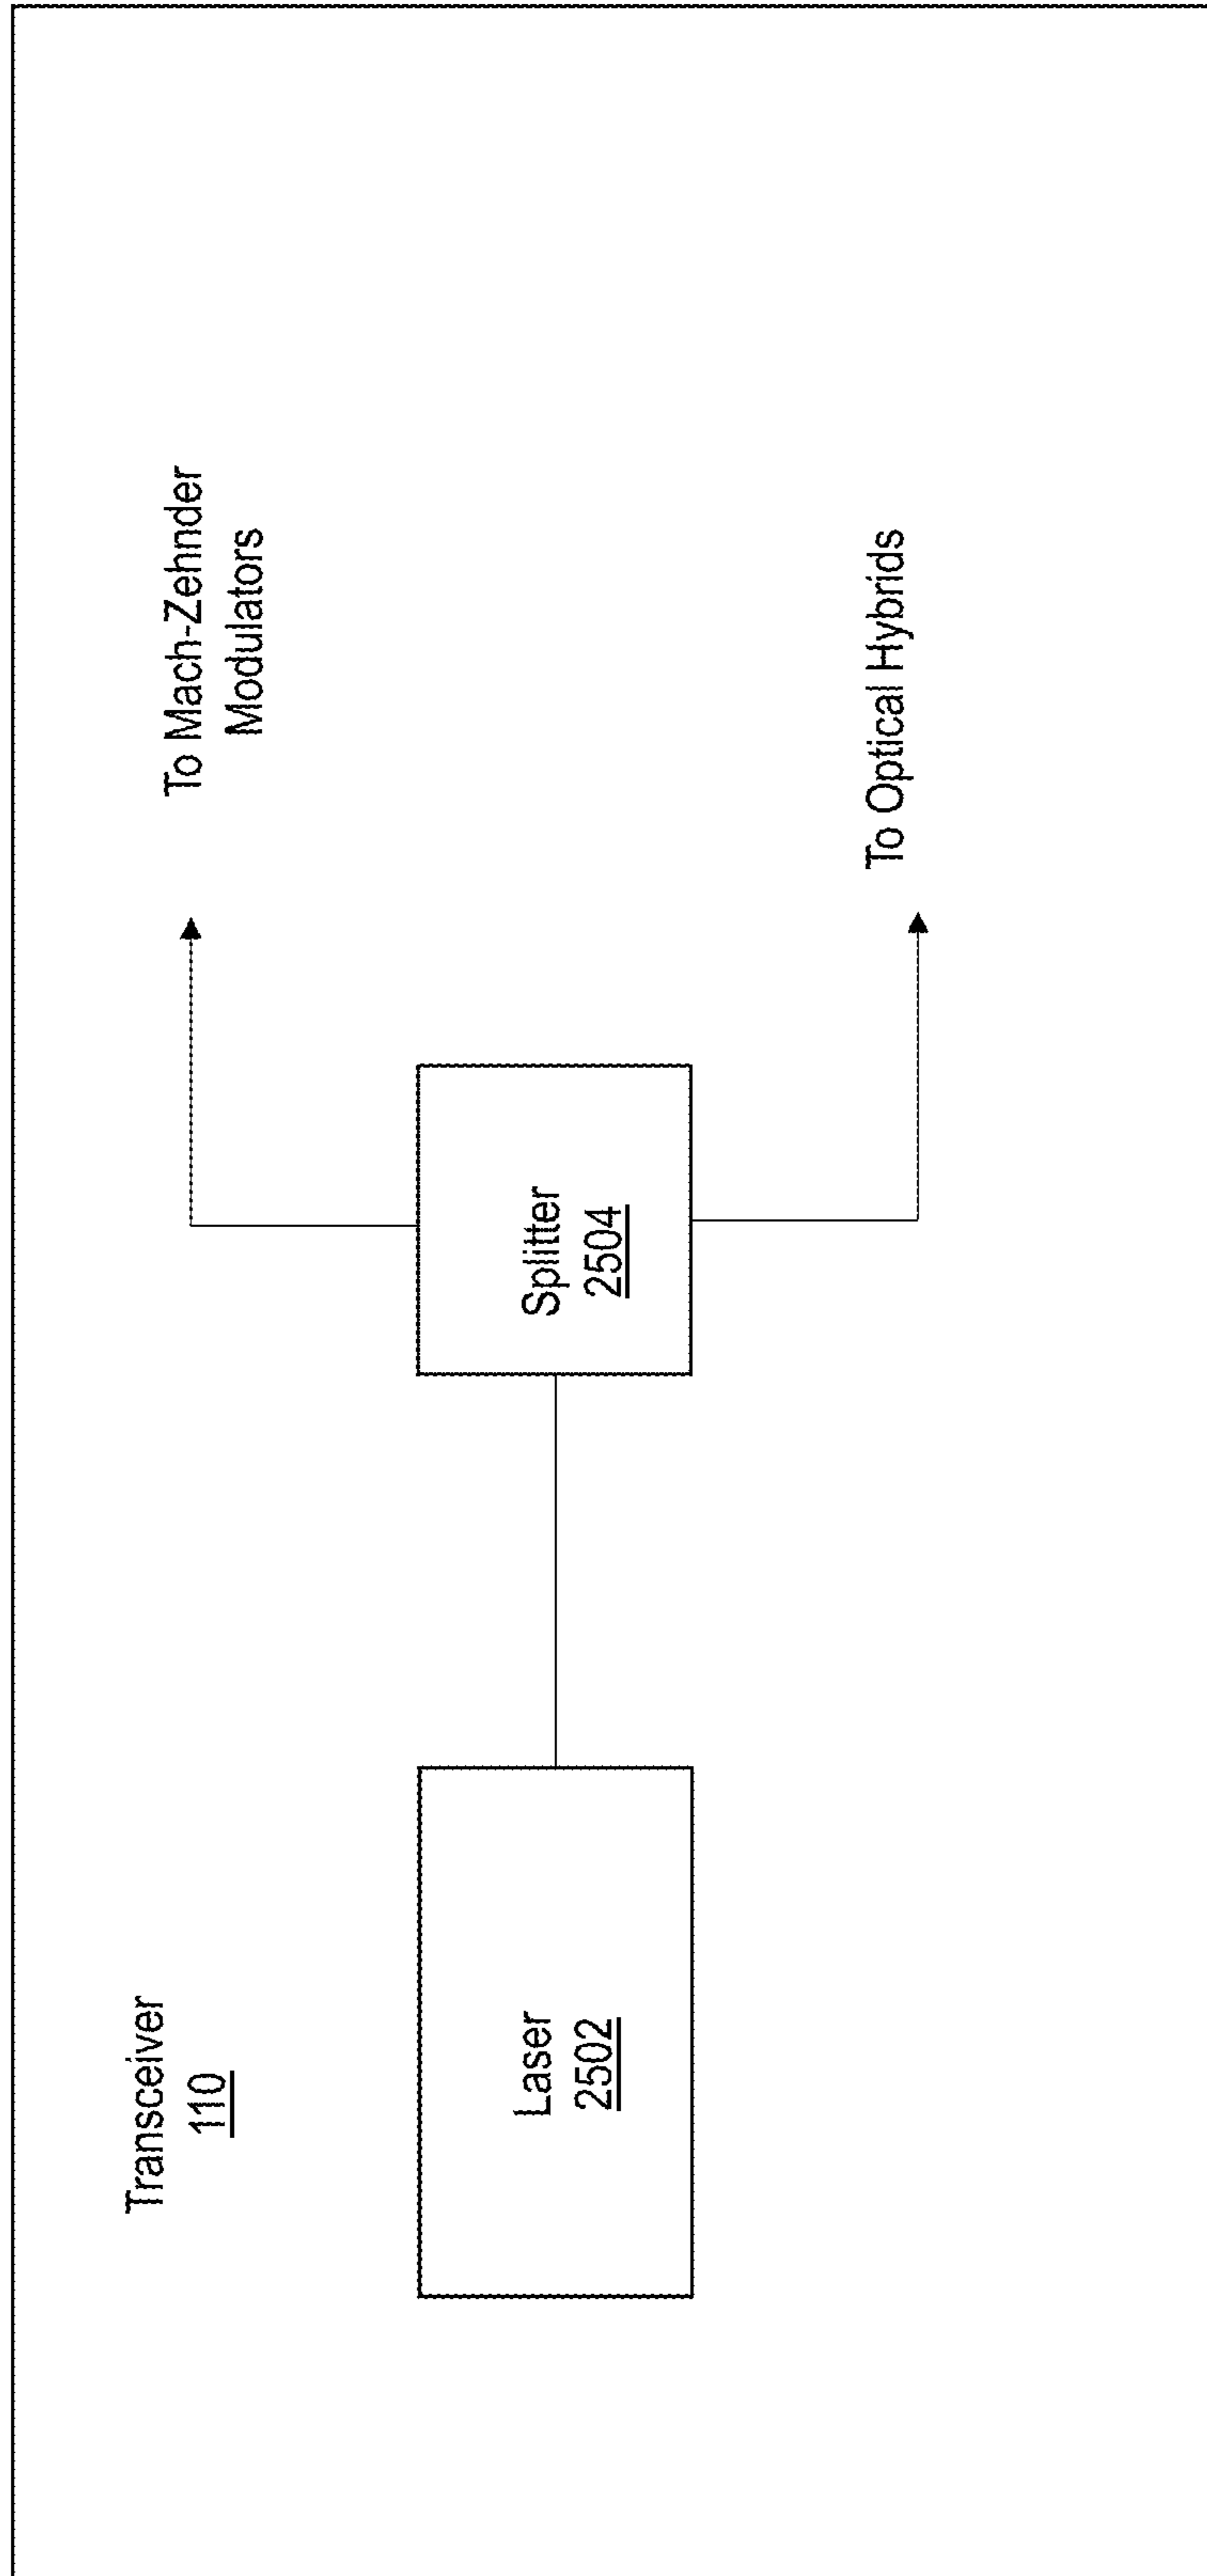 Transceiver
110
Laser
2502
Splitter
2504
To Mach-Zehnder
Modulators
To Optical Hybrids